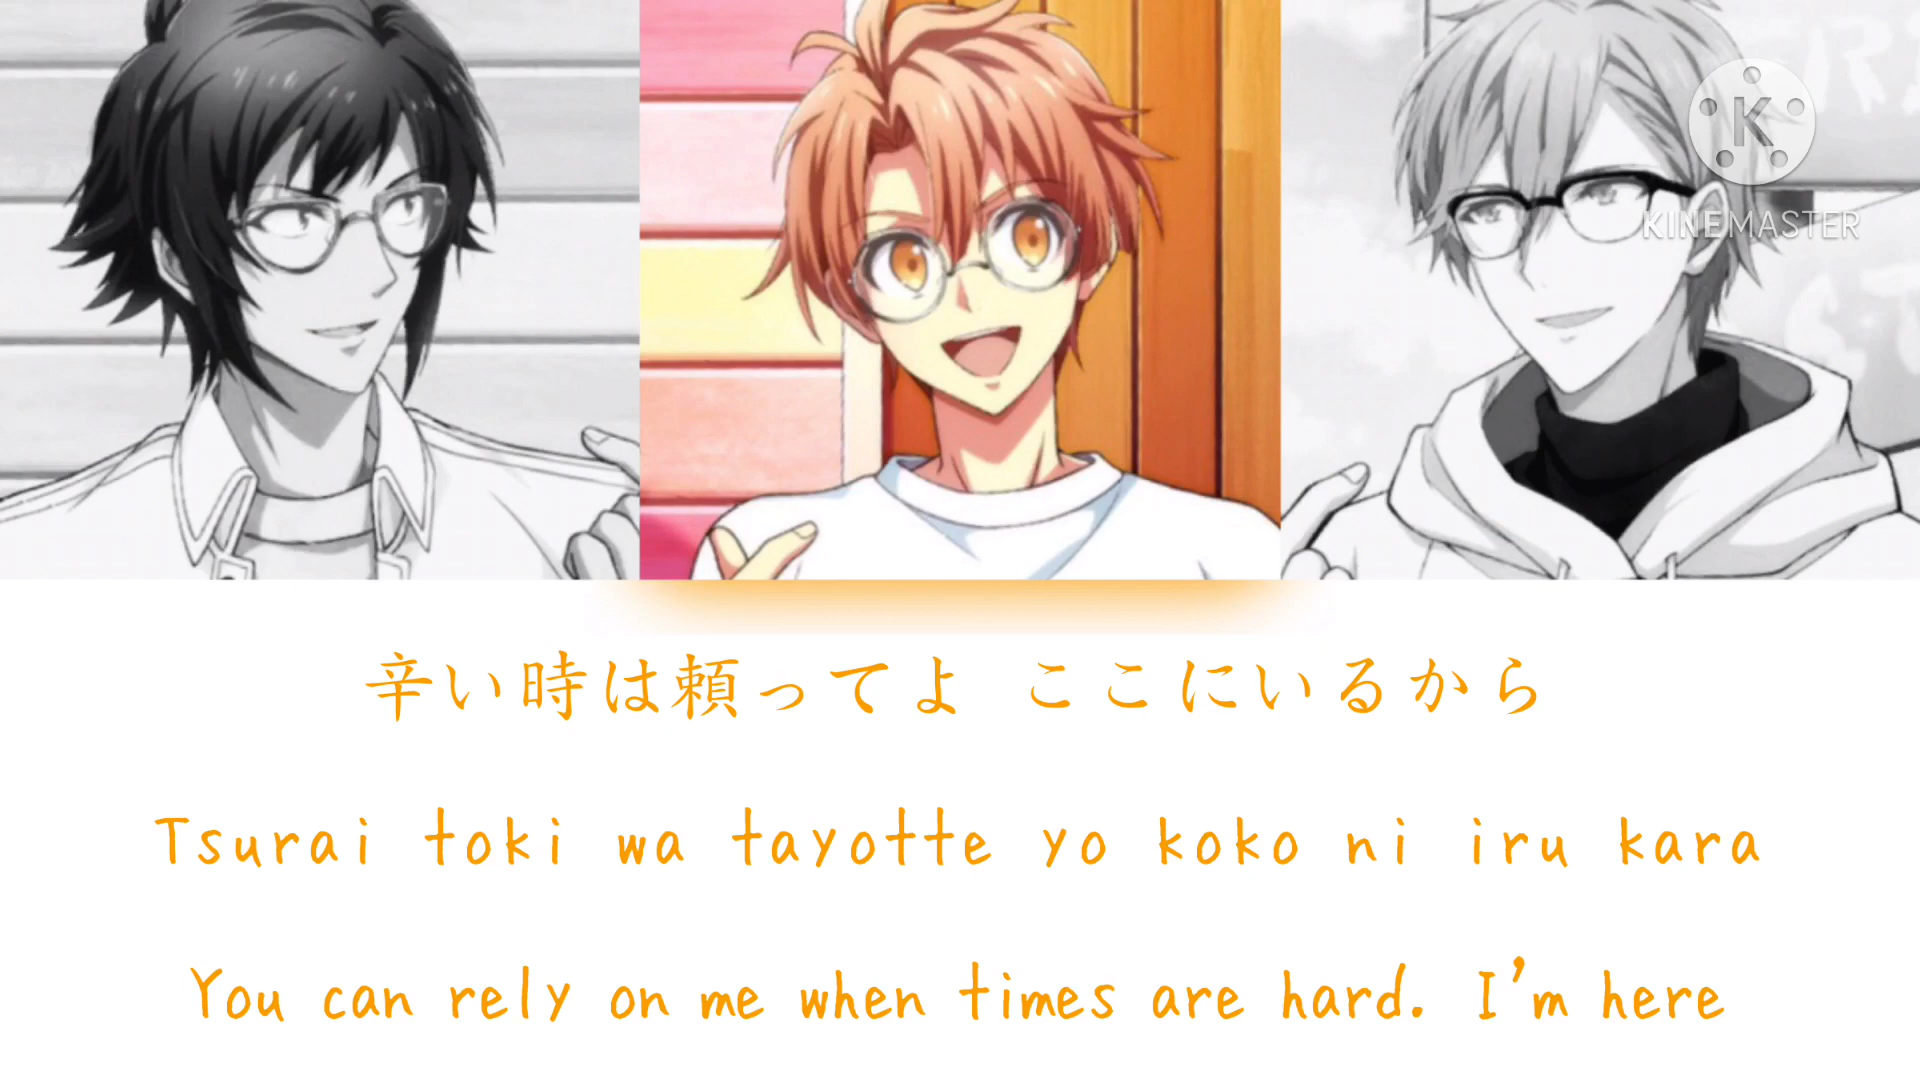 K
KINEMASTER
辛い時は頼ってよ ここにいるから
Tsurai toki wa tayotte yo koko ni iru kara
You can rely on me when times are hard. I'm here